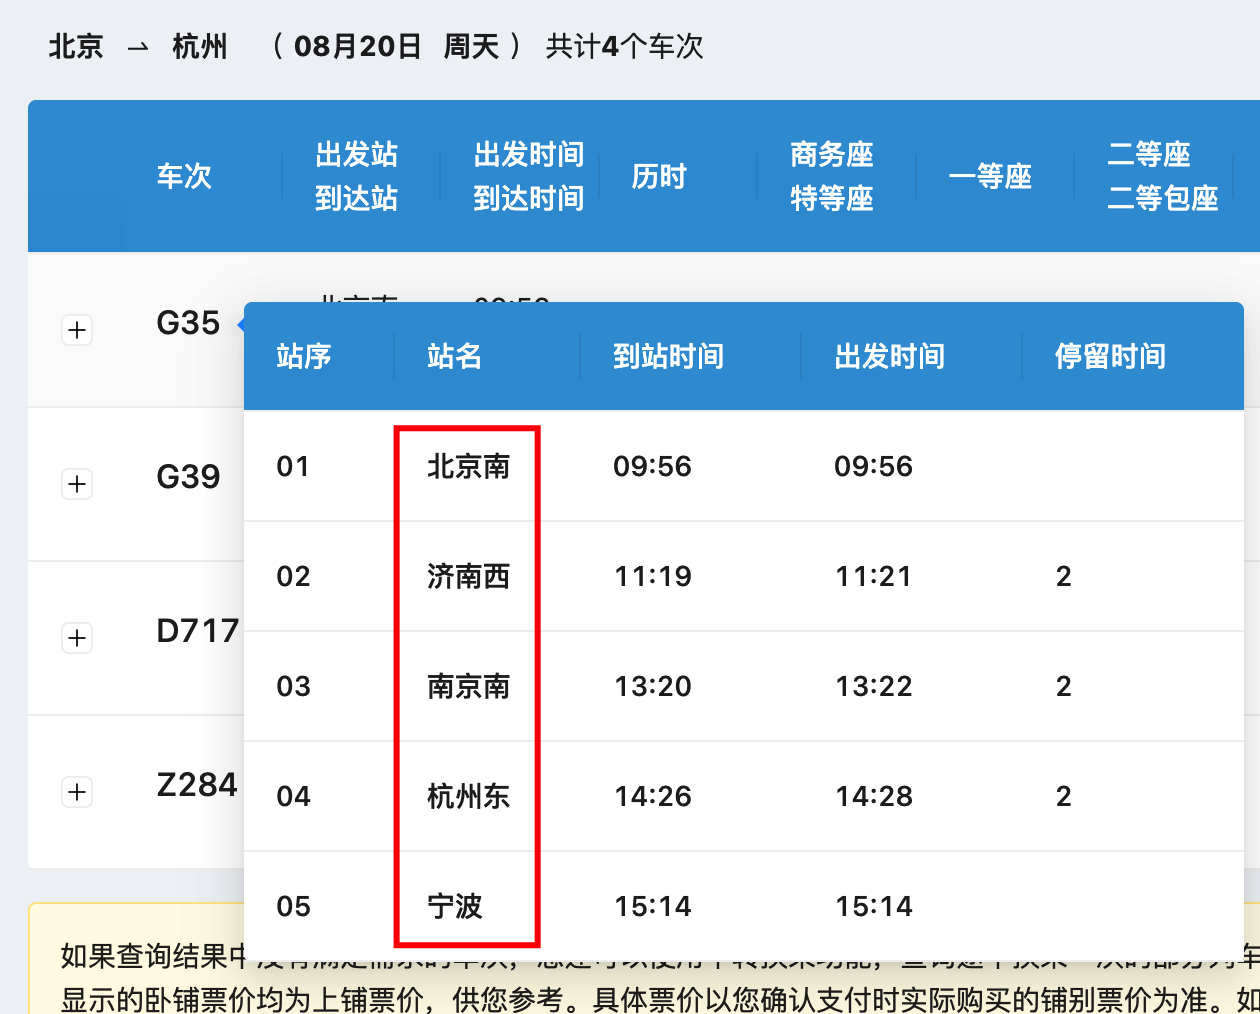 北京 → 杭州 （ 08月20日 周天 ） 共计4个车次
车次
出发站
到达站
出发时间
到达时间
历时
商务座
特等座
一等座
二等座
二等包座
G35
G39
D717
Z284
站序 站名 到站时间 出发时间 停留时间
01 北京南 09:56 09:56
02 济南西 11:19 11:21 2
03 南京南 13:20 13:22 2
04 杭州东 14:26 14:28 2
05 宁波 15:14 15:14
如果查询结果中
显示的卧铺票价均为上铺票价，供您参考。具体票价以您确认支付时实际购买的铺别票价为准。如